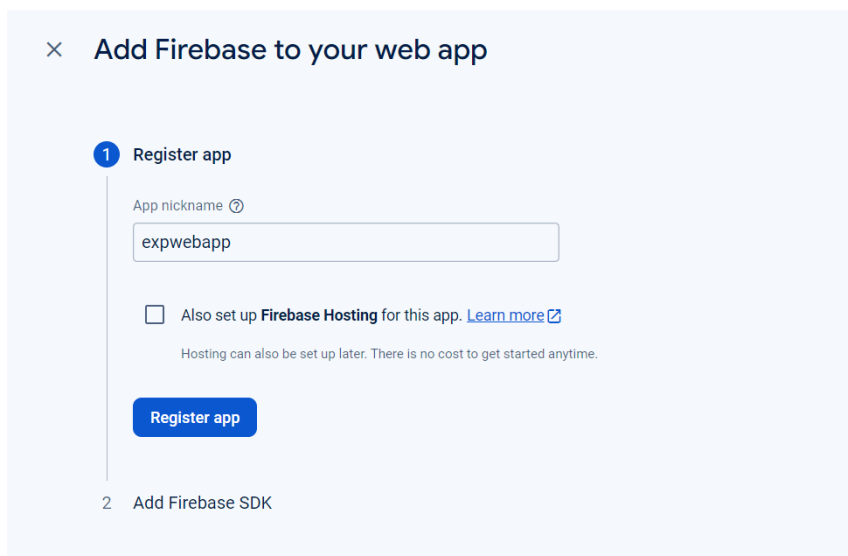 Add Firebase to your web app
1 Register app
App nickname
expwebapp
Also set up Firebase Hosting for this app. Learn more
Hosting can also be set up later. There is no cost to get started anytime.
Register app
2 Add Firebase SDK